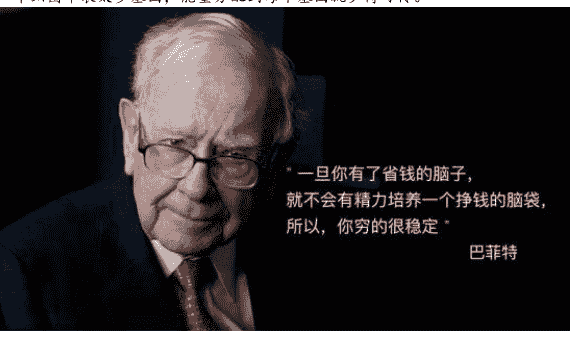 " 一旦你有了省钱的脑子，
就不会有精力培养一个挣钱的脑袋，
所以，你穷的很稳定 "
巴菲特